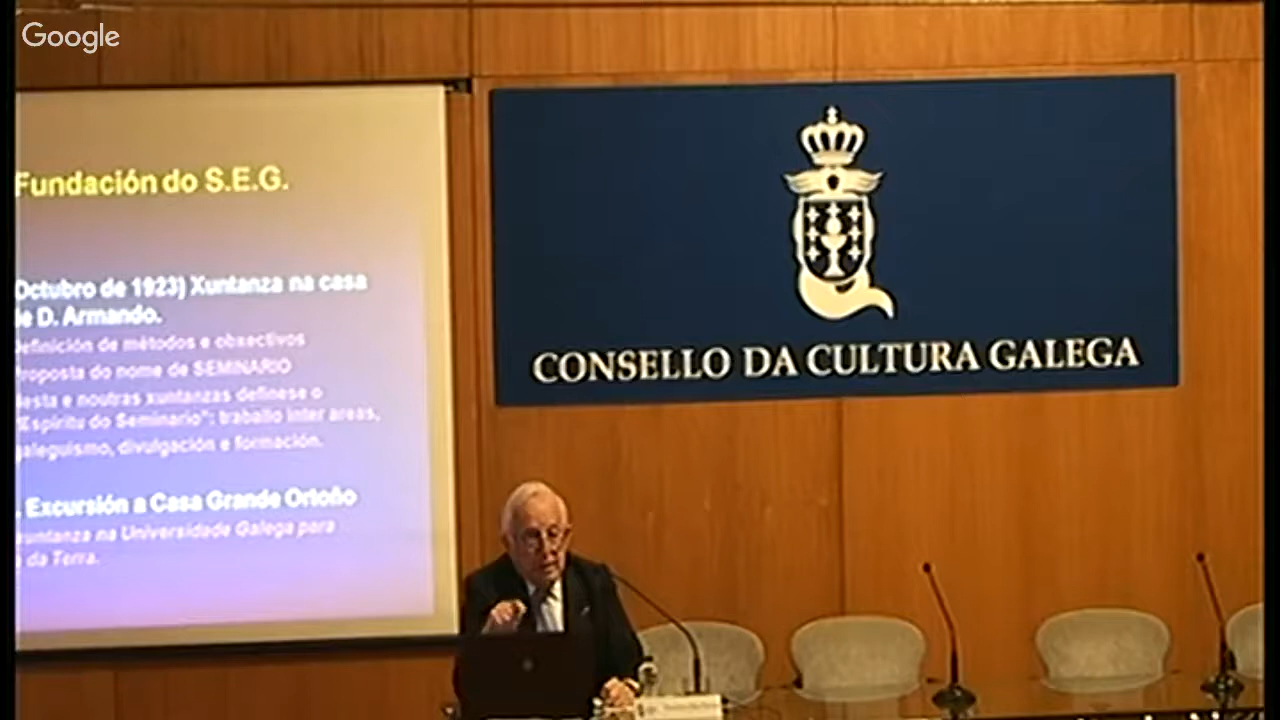 Google
Fundación do S.E.G.
Octubro de 1923) Xuntanza na casa
de D. Armando.
definición de métodos e obxectivos
proposta do nome de SEMINARIO
desta e noutras xuntanzas defínese o
"Espíritu do Seminario": traballo inter areas,
galeguismo, divulgación e formación.
. Excursión a Casa Grande Ortoño
xuntanza na Universidade Galega para
da Terra.
CONSELLO DA CULTURA GALEGA